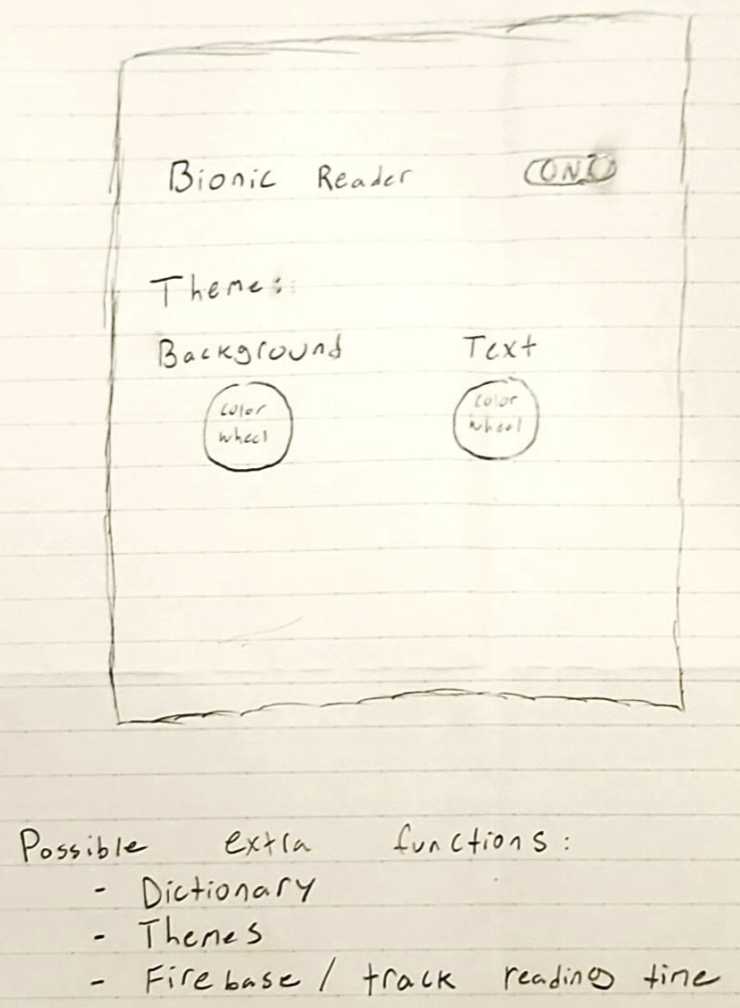 Bionic Reader ON
Theme:
Background Text
color color
wheel wheel
Possible extra functions:
- Dictionary
- Themes
- Firebase / track reading time